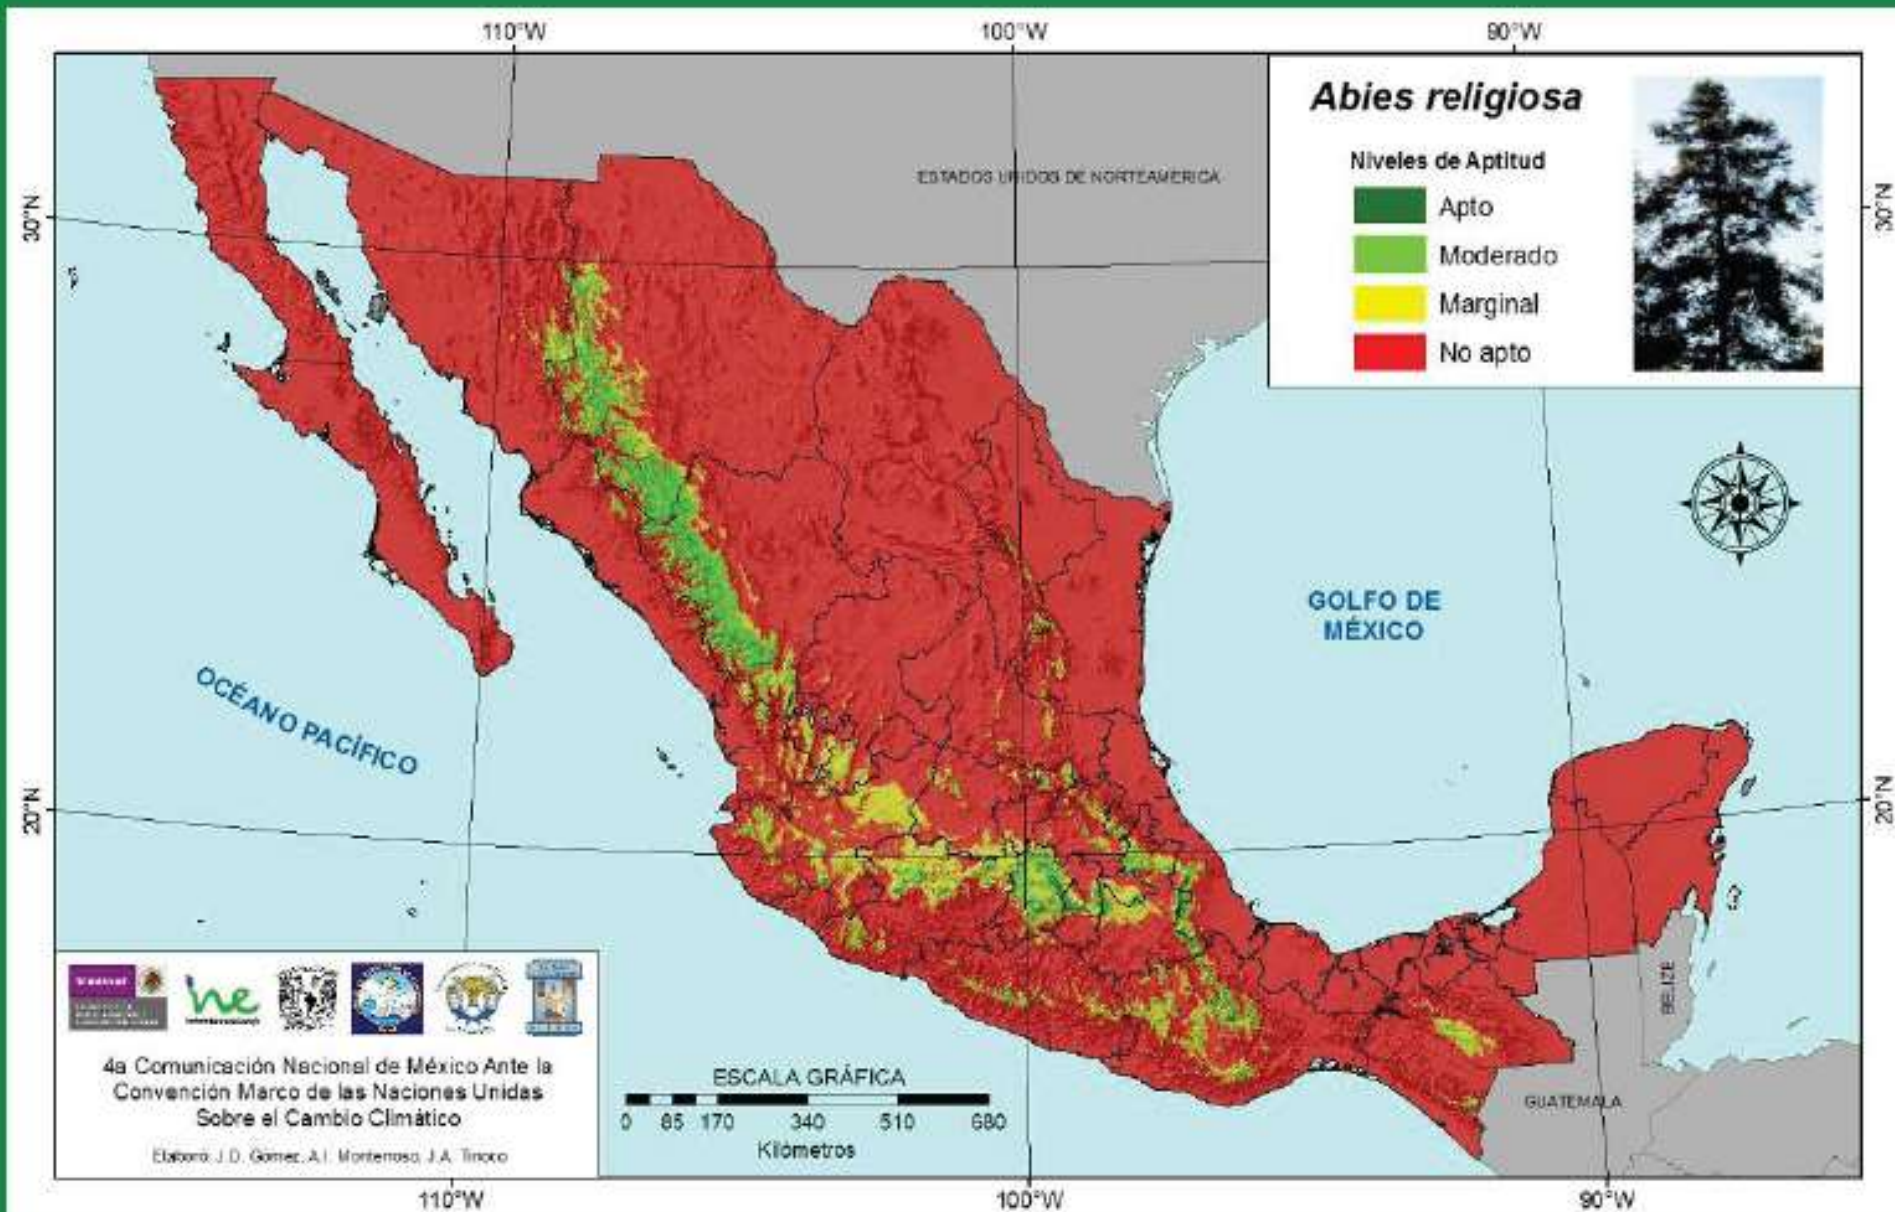 110°W 100°W 90°W
Abies religiosa
Niveles de Aptitud
Apto
Moderado
Marginal
No apto
ESTADOS UNIDOS DE NORTEAMERICA
30°N
30°N
GOLFO DE
MÉXICO
OCÉANO PACÍFICO
20°N
20°N
BELIZE
GUATEMALA
ine
4a Comunicación Nacional de México Ante la
Convención Marco de las Naciones Unidas
Sobre el Cambio Climático
Elaboró: J.D. Gómez, A.I. Monterroso, J.A. Tinoco
ESCALA GRÁFICA
0 85 170 340 510 680
Kilómetros
110°W 100°W 90°W